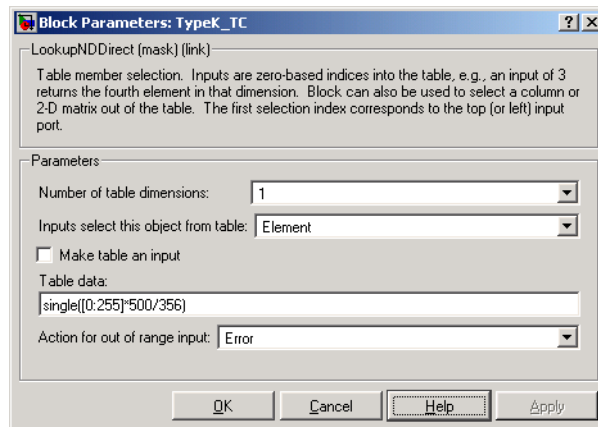 Block Parameters: TypeK_TC
LookupNDDirect (mask) (link)
Table member selection. Inputs are zero-based indices into the table, e.g., an input of 3
returns the fourth element in that dimension. Block can also be used to select a column or
2-D matrix out of the table. The first selection index corresponds to the top (or left) input
port.
Parameters
Number of table dimensions: 1
Inputs select this object from table: Element
Make table an input
Table data:
single([0:255]*500/356)
Action for out of range input: Error
OK Cancel Help Apply